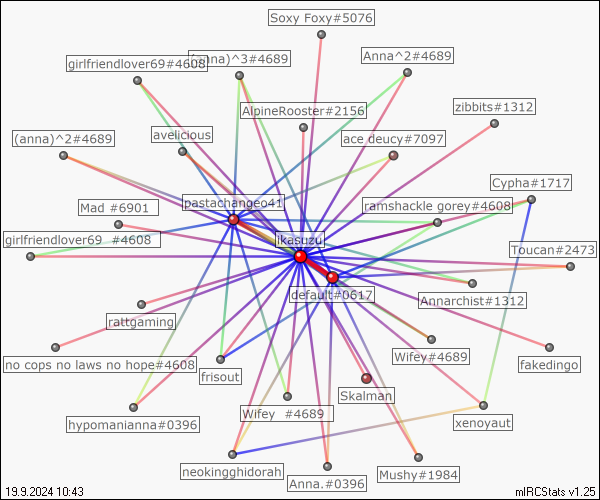 Soxy Foxy#5076
girlfriendlover69#4608
(anna)^3#4689
Anna^2#4689
AlpineRooster#2156
zibbits#1312
(anna)^2#4689
avelicious
ace deucy#7097
Cypha#1717
Mad #6901
pastachangeo41
ramshackle gorey#4608
girlfriendlover69 #4608
ikasuzu
Toucan#2473
default#0617
Annarchist#1312
rattgaming
no cops no laws no hope#4608
frisout
Wifey#4689
fakedingo
Skalman
hypomanianna#0396
Wifey #4689
xenoyaut
neokingghidorah
Anna.#0396
Mushy#1984
19.9.2024 10:43
mIRCStats v1.25